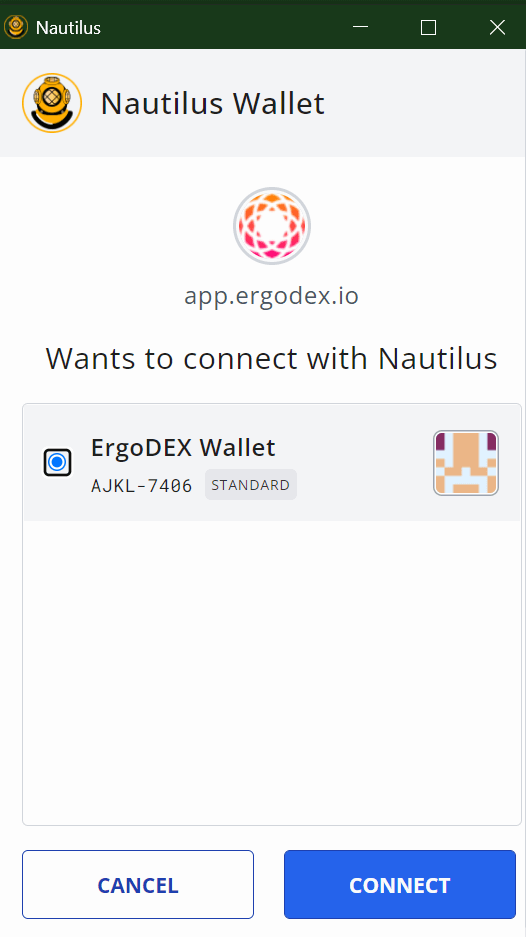 Nautilus
Nautilus Wallet
app.ergodex.io
Wants to connect with Nautilus
ErgoDEX Wallet
AJKL-7406 STANDARD
CANCEL CONNECT